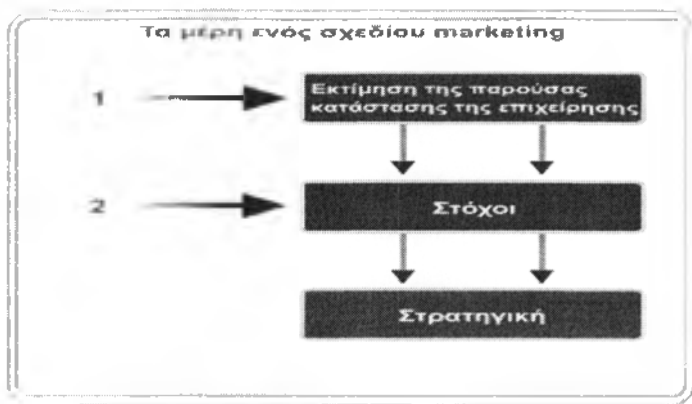 Τα μέρη ενός σχεδίου marketing
1
Εκτίμηση της παρούσας
κατάστασης της επιχείρησης
2
Στόχοι
Στρατηγική